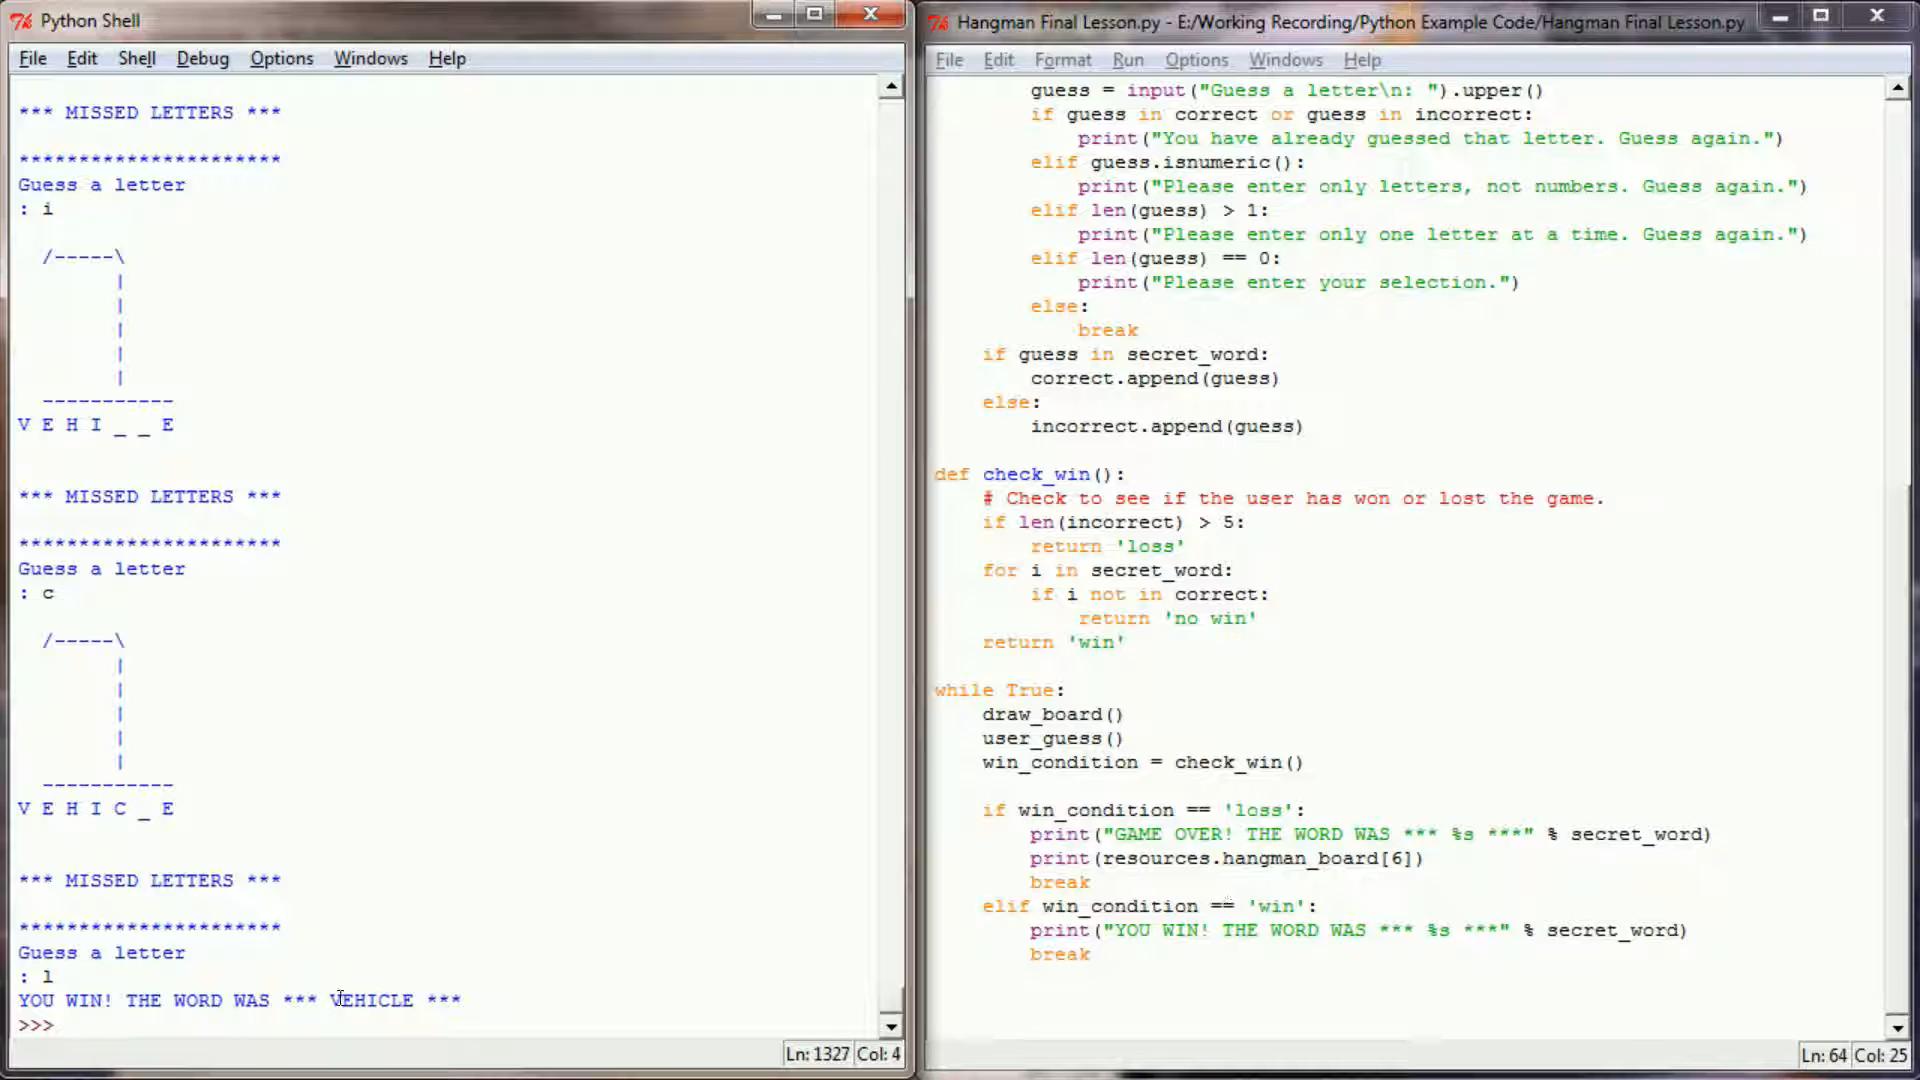 Python Shell
File Edit Shell Debug Options Windows Help
*** MISSED LETTERS ***
**********************
Guess a letter
: i
/-----\
|
|
|
|
|
-----------
V E H I _ _ E
*** MISSED LETTERS ***
**********************
Guess a letter
: c
/-----\
|
|
|
|
|
-----------
V E H I C _ E
*** MISSED LETTERS ***
**********************
Guess a letter
: l
YOU WIN! THE WORD WAS *** VEHICLE ***
>>>
Ln: 1327 Col: 4
Hangman Final Lesson.py - E:/Working Recording/Python Example Code/Hangman Final Lesson.py
File Edit Format Run Options Windows Help
guess = input("Guess a letter\n: ").upper()
if guess in correct or guess in incorrect:
print("You have already guessed that letter. Guess again.")
elif guess.isnumeric():
print("Please enter only letters, not numbers. Guess again.")
elif len(guess) > 1:
print("Please enter only one letter at a time. Guess again.")
elif len(guess) == 0:
print("Please enter your selection.")
else:
break
if guess in secret_word:
correct.append(guess)
else:
incorrect.append(guess)
def check_win():
# Check to see if the user has won or lost the game.
if len(incorrect) > 5:
return 'loss'
for i in secret_word:
if i not in correct:
return 'no win'
return 'win'
while True:
draw_board()
user_guess()
win_condition = check_win()
if win_condition == 'loss':
print("GAME OVER! THE WORD WAS *** %s ***" % secret_word)
print(resources.hangman_board[6])
break
elif win_condition == 'win':
print("YOU WIN! THE WORD WAS *** %s ***" % secret_word)
break
Ln: 64 Col: 25